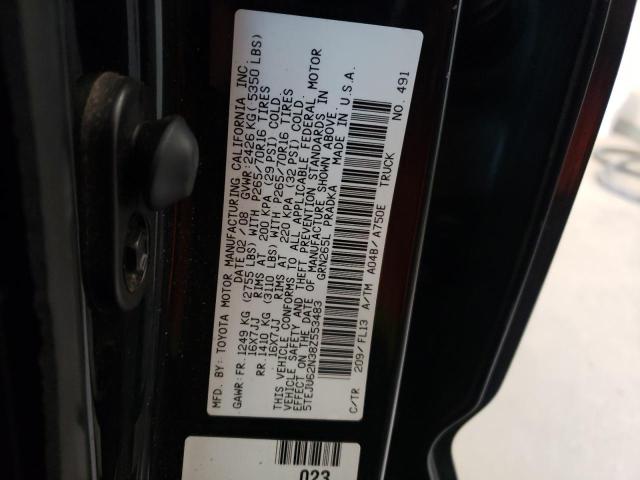 MFD. BY: TOYOTA MOTOR MANUFACTURING CALIFORNIA INC.
DATE 02/08 GVWR: 2426 KG( 5350 LBS)
GAWR: FR. 1249 KG (2755 LBS) WITH P265/70R16 TIRES
16X7JJ RIMS AT 200 KPA (29 PSI) COLD.
RR. 1410 KG (3110 LBS) WITH P265/70R16 TIRES
16X7JJ RIMS AT 220 KPA (32 PSI) COLD.
THIS VEHICLE CONFORMS TO ALL APPLICABLE FEDERAL MOTOR
VEHICLE SAFETY AND THEFT PREVENTION STANDARDS IN
EFFECT ON THE DATE OF MANUFACTURE SHOWN ABOVE
5TEJU62N38Z553483 GRN265L PRADKA MADE IN U.S.A.
C/TR 209/FL13 A/TM A04B/A750E TRUCK
NO. 491
023